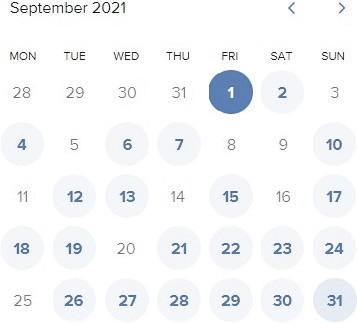 September 2021
MON TUE WED THU FRI SAT SUN
28 29 30 31 1 2 3
4 5 6 7 8 9 10
11 12 13 14 15 16 17
18 19 20 21 22 23 24
25 26 27 28 29 30 31